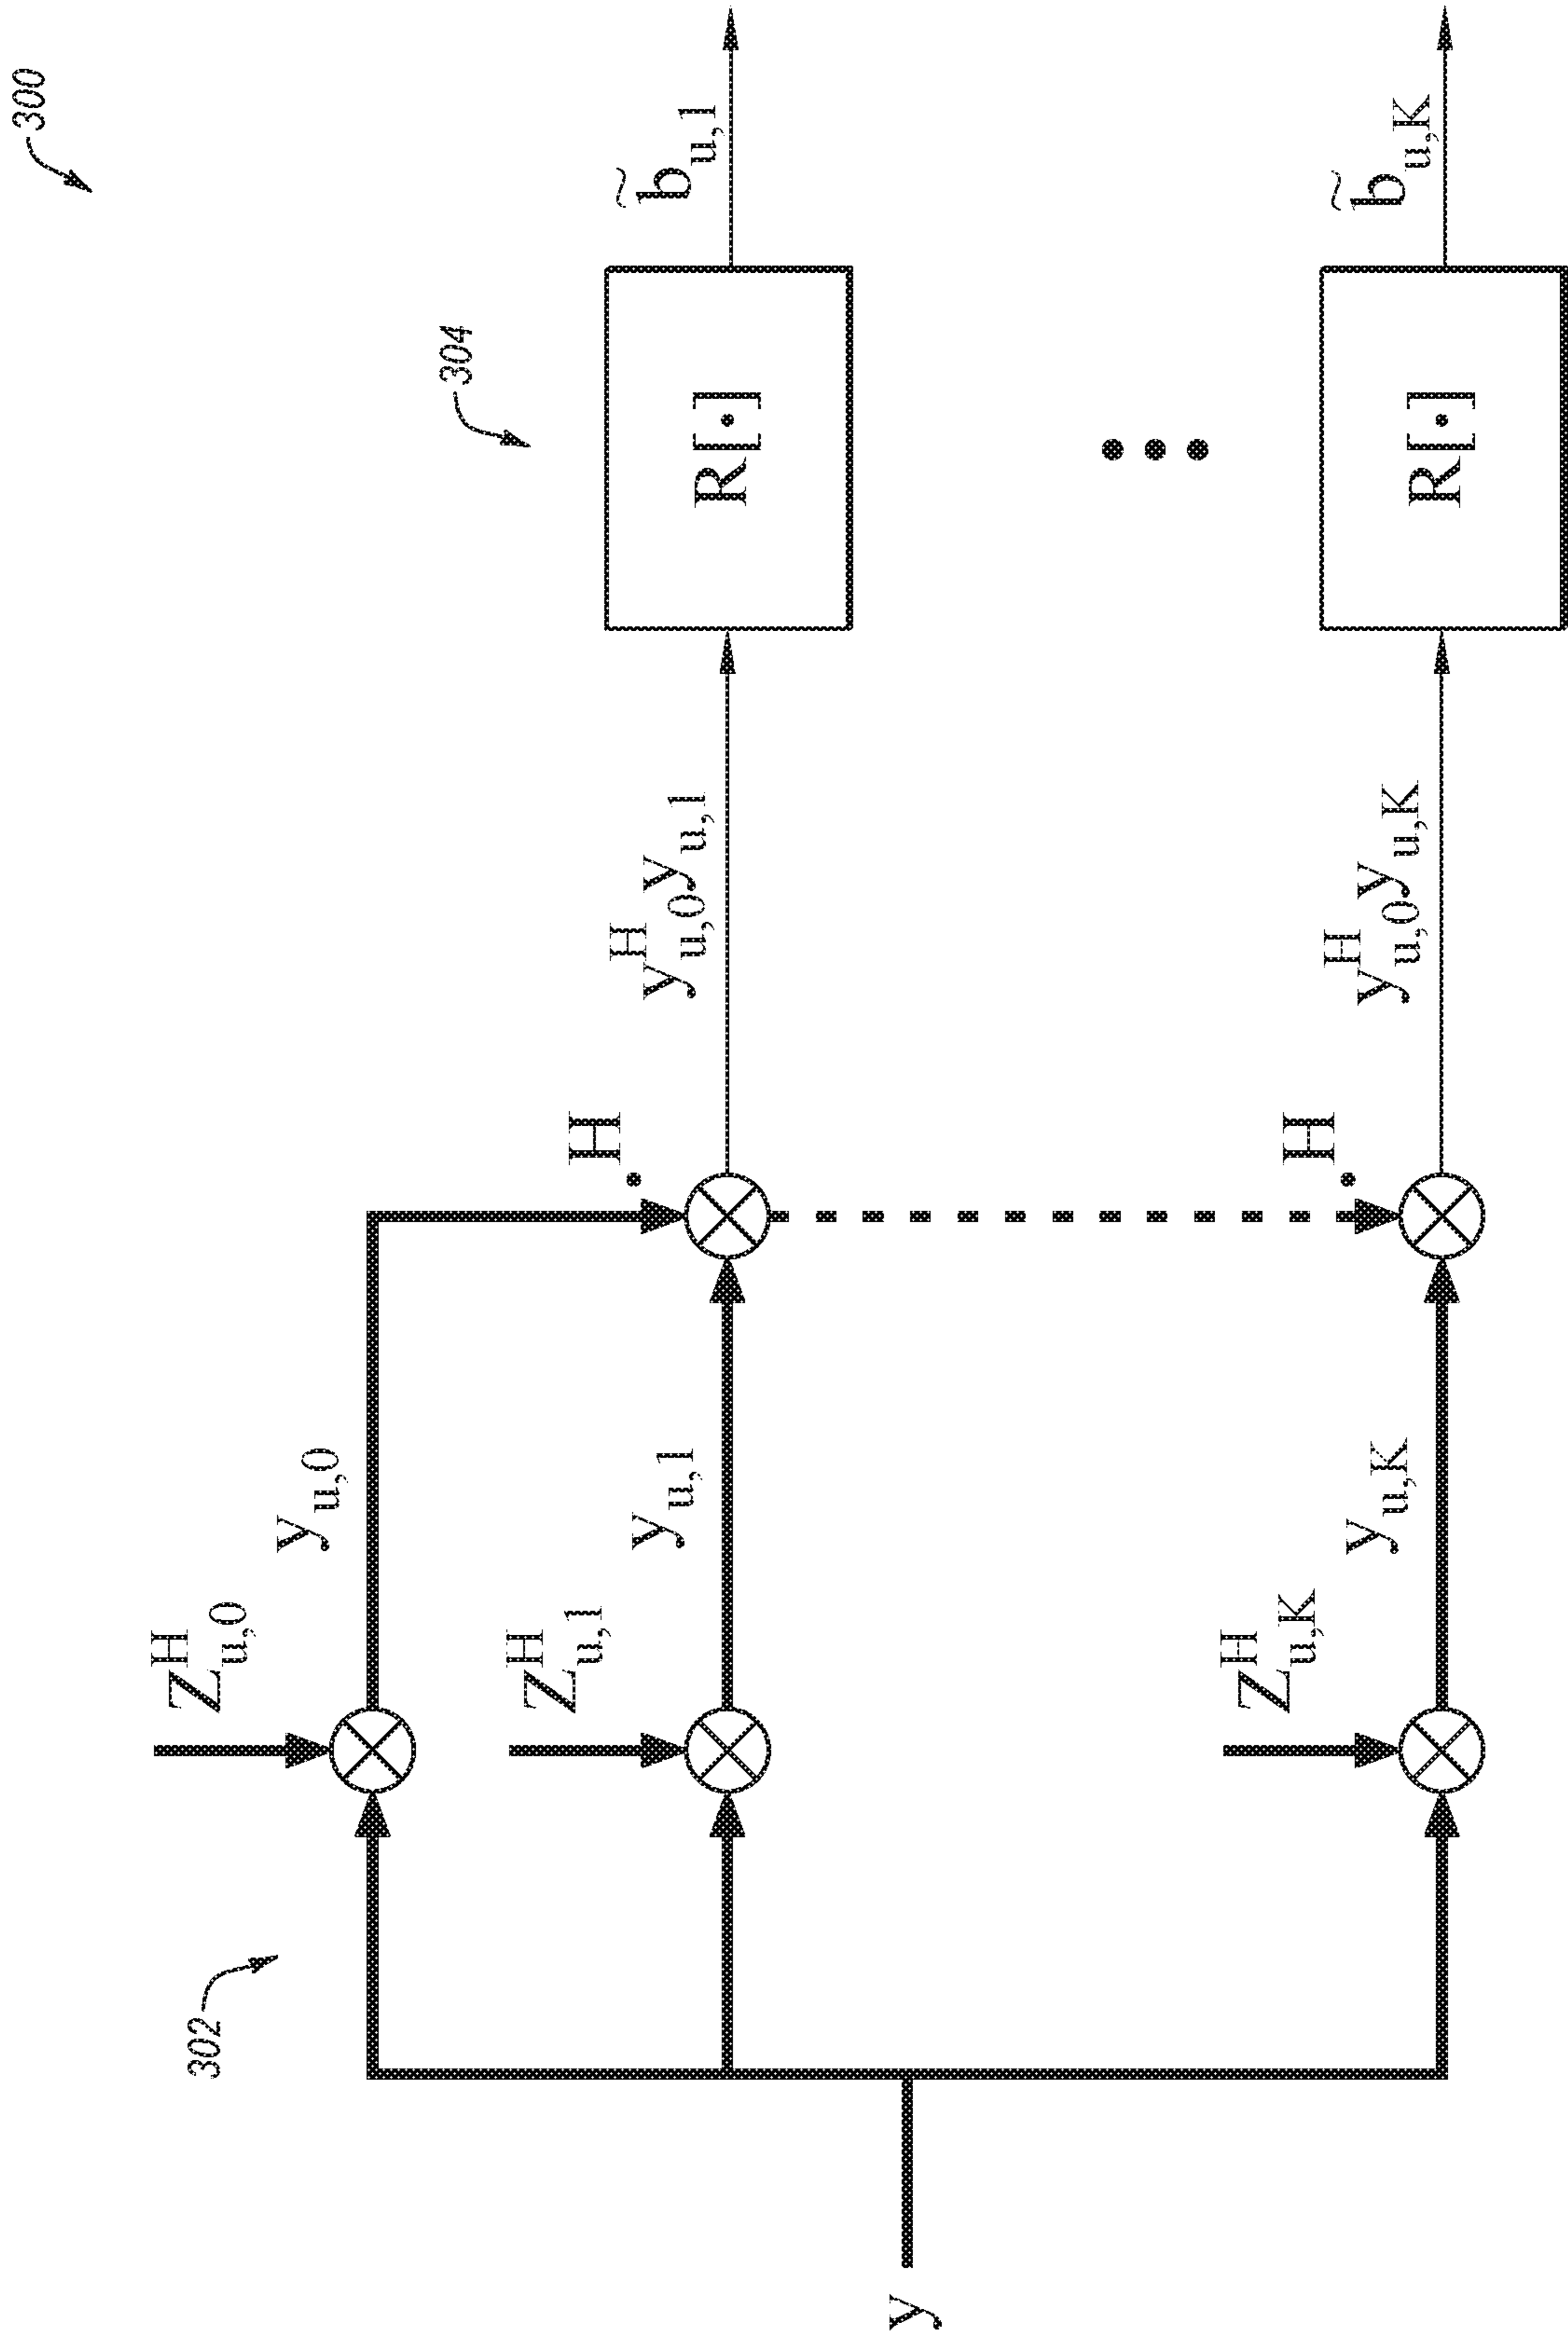 300
Z^H_{u,0}
302
y_{u,0}
304
Z^H_{u,1}
y_{u,1}
·^H
y^H_{u,0}y_{u,1}
R[·]
b̃_{u,1}
y
Z^H_{u,K}
y_{u,K}
·^H
y^H_{u,0}y_{u,K}
R[·]
b̃_{u,K}